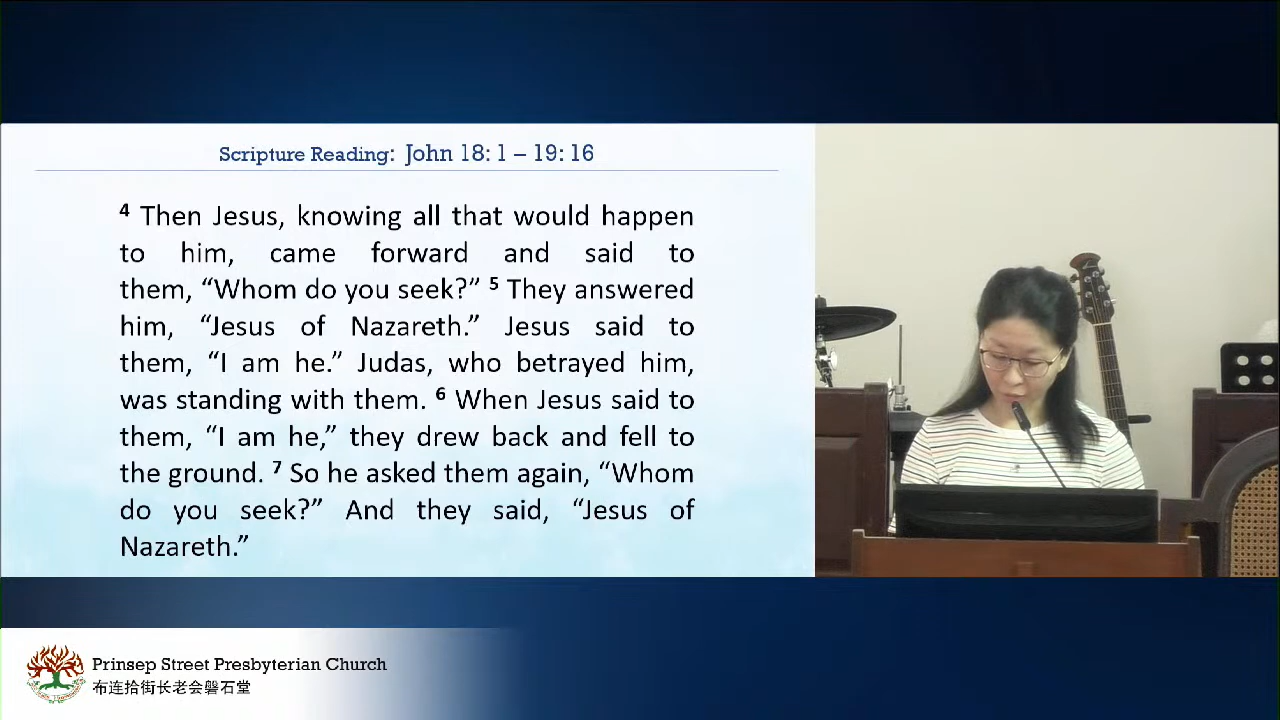 Scripture Reading: John 18: 1 – 19: 16
⁴ Then Jesus, knowing all that would happen
to him, came forward and said to
them, “Whom do you seek?” ⁵ They answered
him, “Jesus of Nazareth.” Jesus said to
them, “I am he.” Judas, who betrayed him,
was standing with them. ⁶ When Jesus said to
them, “I am he,” they drew back and fell to
the ground. ⁷ So he asked them again, “Whom
do you seek?” And they said, “Jesus of
Nazareth.”
Prinsep Street Presbyterian Church
布连拾街长老会磐石堂